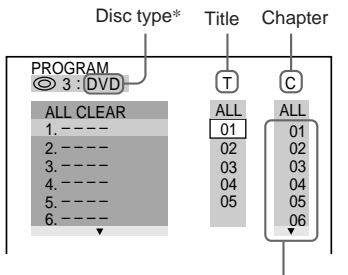 Disc type* Title Chapter
PROGRAM
3 : DVD T C
ALL CLEAR ALL ALL
1. – – – – 01 01
2. – – – – 02 02
3. – – – – 03 03
4. – – – – 04 04
5. – – – – 05 05
6. – – – – 06